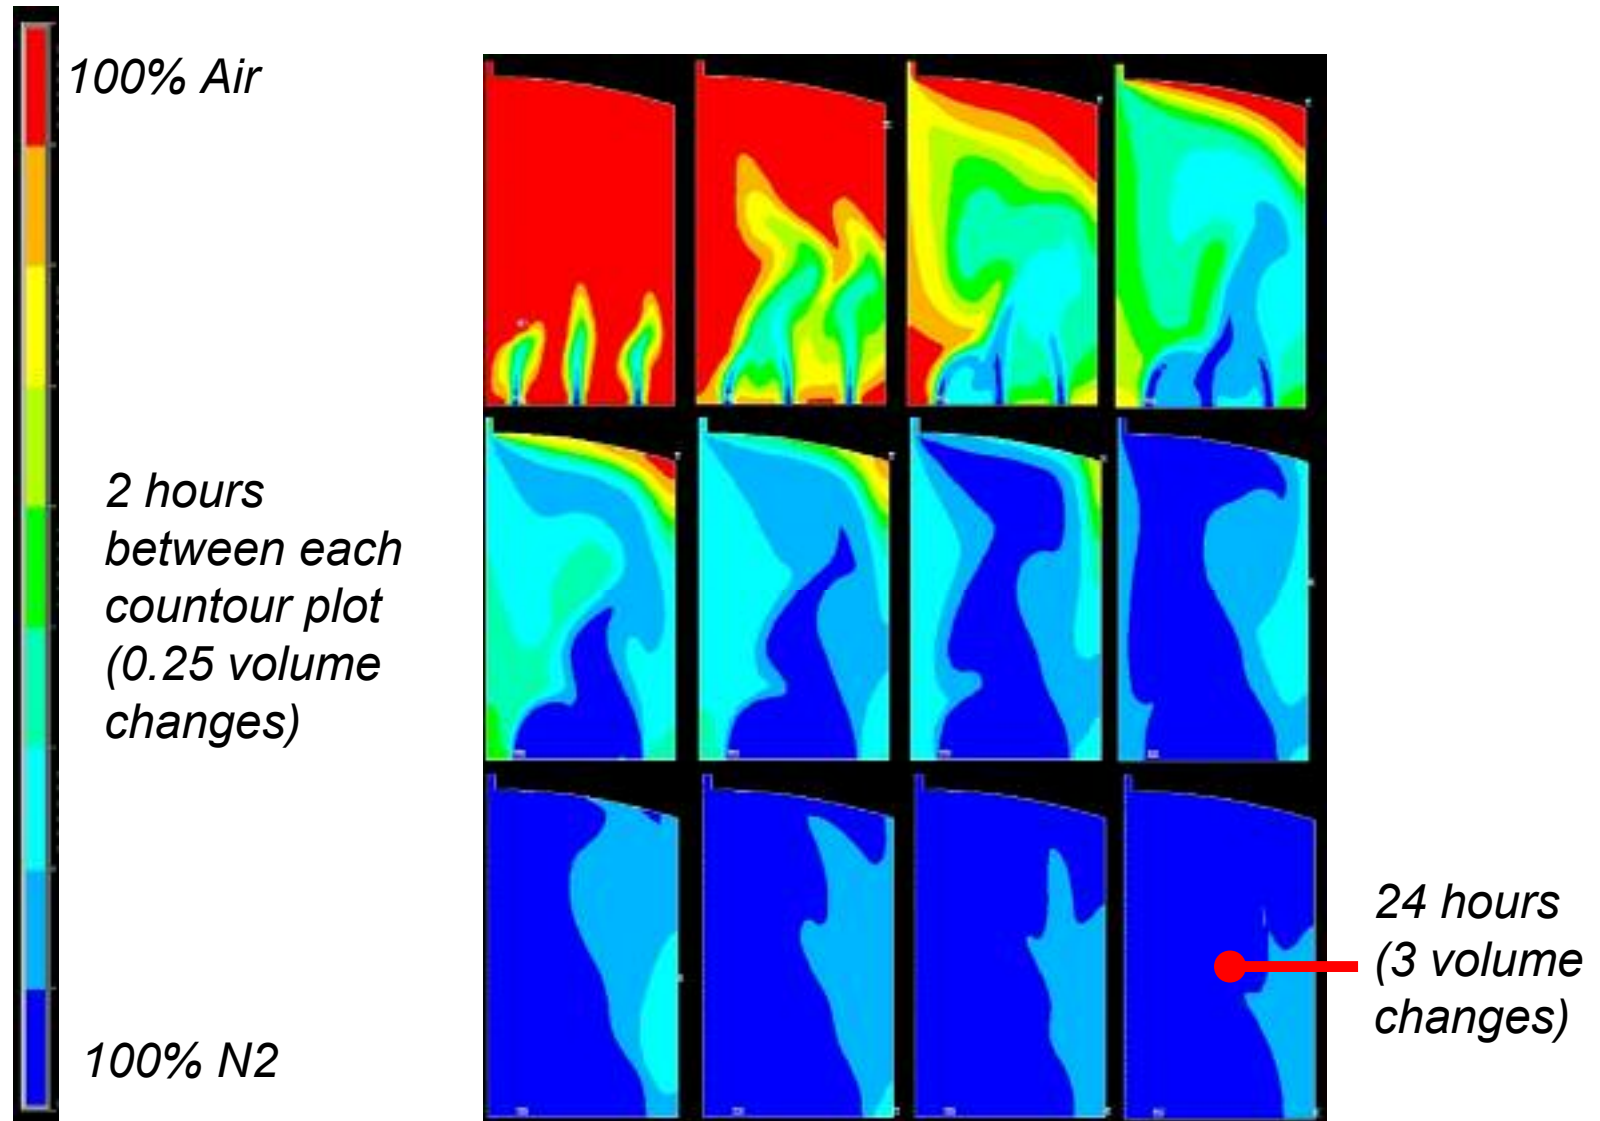 100% Air
2 hours
between each
countour plot
(0.25 volume
changes)
24 hours
(3 volume
changes)
100% N2